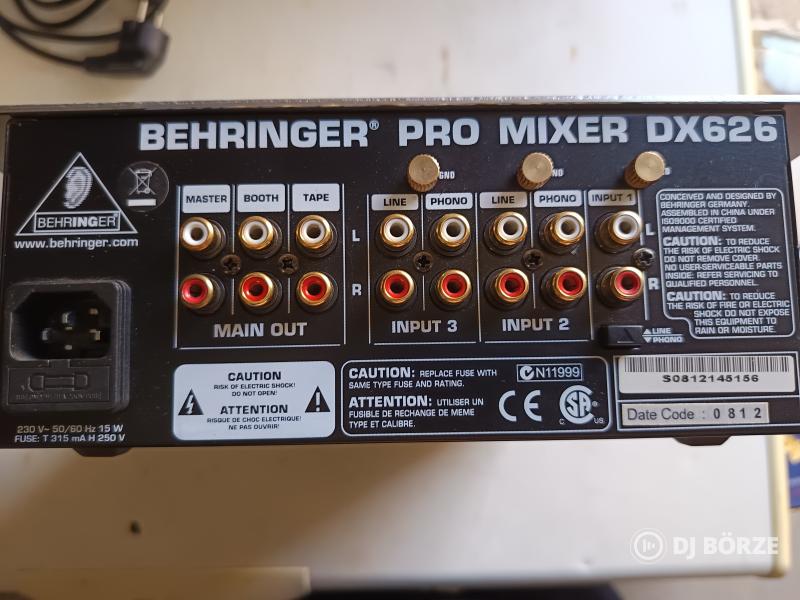 BEHRINGER® PRO MIXER DX626
BEHRINGER®
www.behringer.com
MASTER BOOTH TAPE
L
R
MAIN OUT
GND
LINE PHONO
INPUT 3
ND
LINE PHONO
INPUT 2
D
INPUT 1
L
R
▲LINE
▼PHONO
CONCEIVED AND DESIGNED BY
BEHRINGER GERMANY.
ASSEMBLED IN CHINA UNDER
ISO9000 CERTIFIED
MANAGEMENT SYSTEM.
CAUTION: TO REDUCE
THE RISK OF ELECTRIC SHOCK
DO NOT REMOVE COVER.
NO USER-SERVICEABLE PARTS
INSIDE: REFER SERVICING TO
QUALIFIED PERSONNEL.
CAUTION: TO REDUCE
THE RISK OF FIRE OR ELECTRIC
SHOCK DO NOT EXPOSE
THIS EQUIPMENT TO
RAIN OR MOISTURE.
230 V~ 50/60 Hz 15 W
FUSE: T 315 mA H 250 V
CAUTION
RISK OF ELECTRIC SHOCK!
DO NOT OPEN!
ATTENTION
RISQUE DE CHOC ELECTRIQUE!
NE PAS OUVRIR!
CAUTION: REPLACE FUSE WITH
SAME TYPE FUSE AND RATING.
N11999
ATTENTION: UTILISER UN
FUSIBLE DE RECHANGE DE MEME
TYPE ET CALIBRE.
CE
C US
S0812145156
Date Code : 0812
DJ BÖRZE